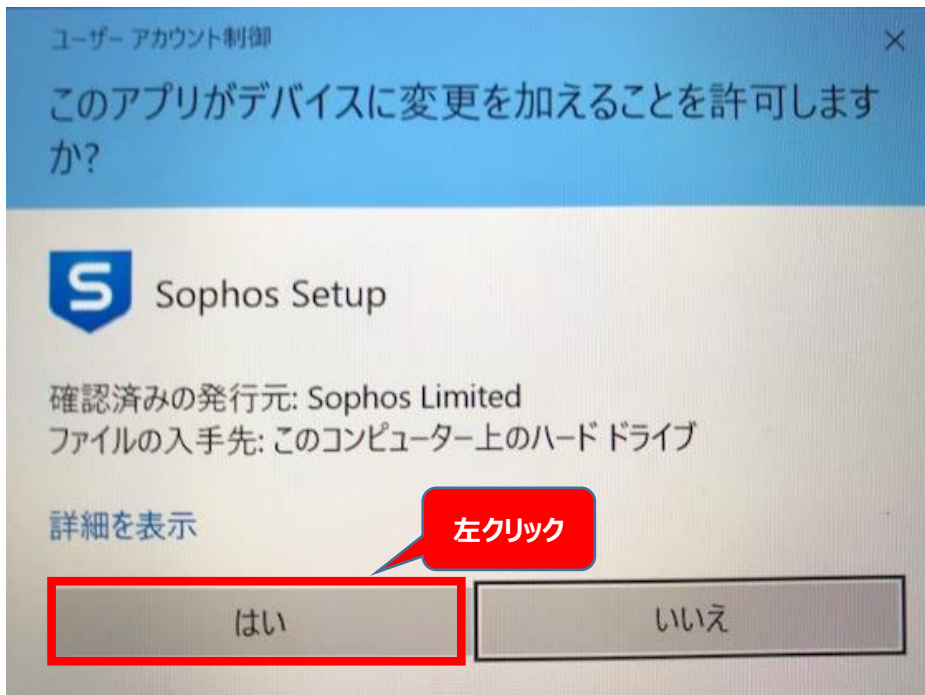 ユーザー アカウント制御
このアプリがデバイスに変更を加えることを許可します
か?
S
Sophos Setup
確認済みの発行元: Sophos Limited
ファイルの入手先: このコンピューター上のハード ドライブ
詳細を表示
左クリック
はい
いいえ